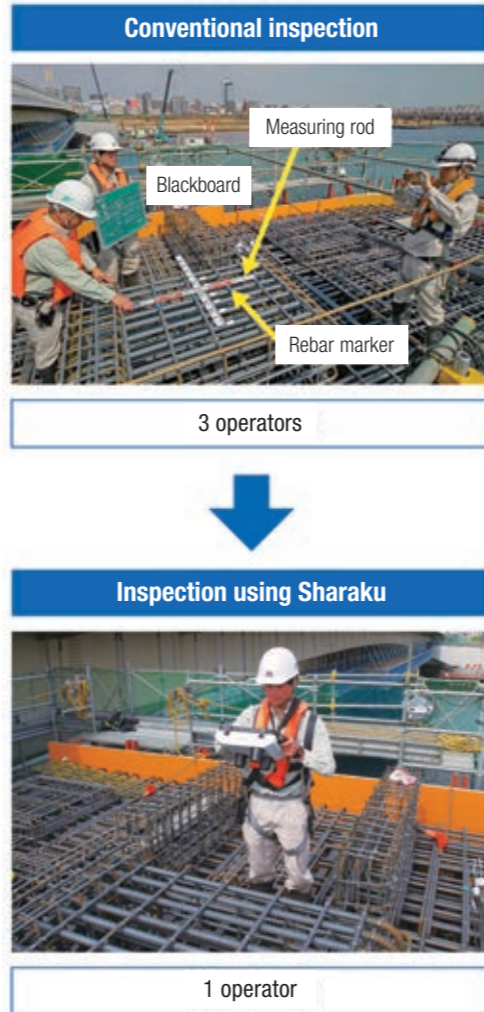 Conventional inspection
Measuring rod
Blackboard
Rebar marker
3 operators
Inspection using Sharaku
1 operator